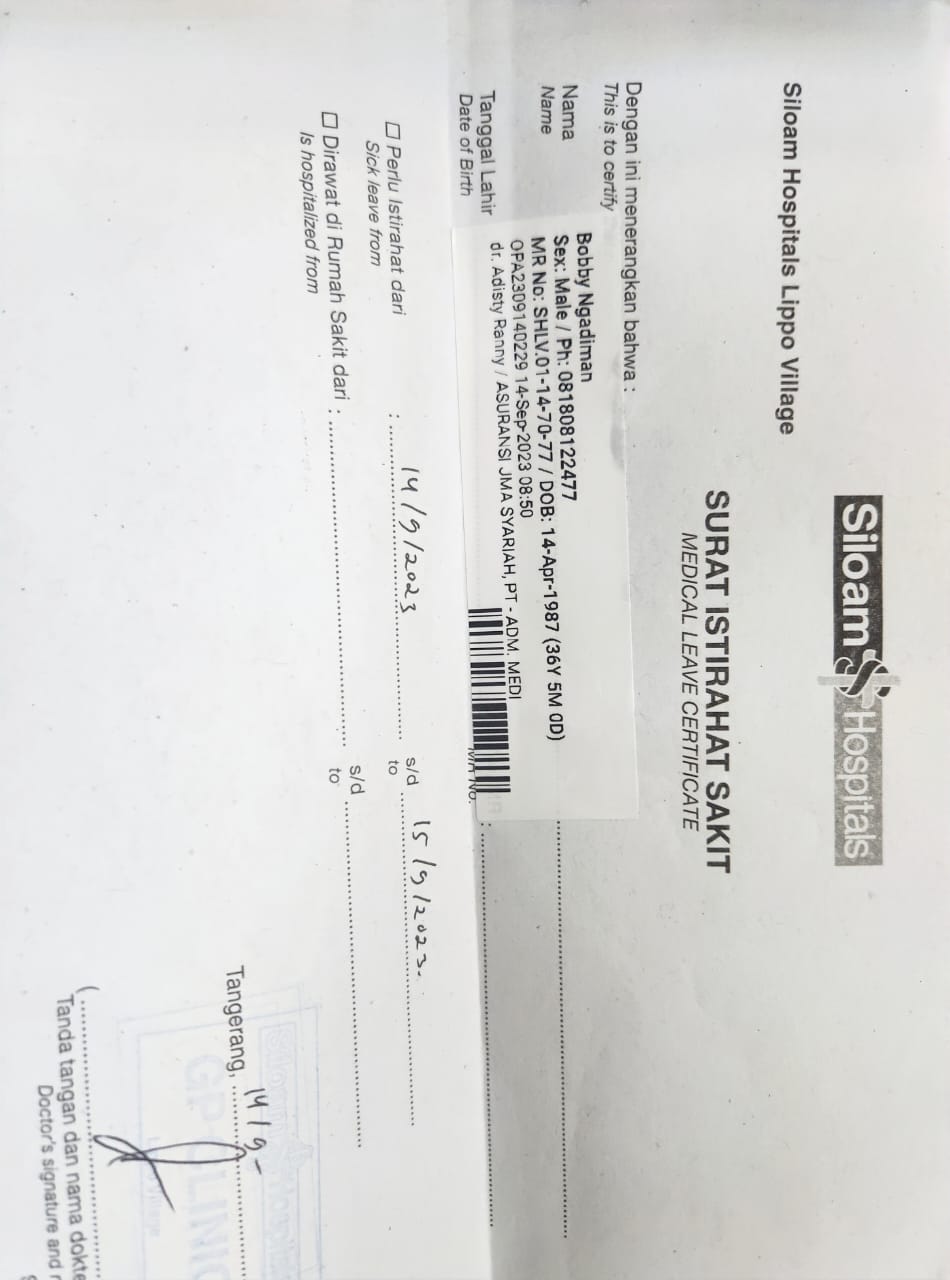 Siloam Hospitals
Siloam Hospitals Lippo Village
SURAT ISTIRAHAT SAKIT
MEDICAL LEAVE CERTIFICATE
Dengan ini menerangkan bahwa :
This is to certify
Nama
Name
Bobby Ngadiman
Sex: Male / Ph: 081808122477
MR No: SHLV.01-14-70-77 / DOB: 14-Apr-1987 (36Y 5M 0D)
OPA2309140229 14-Sep-2023 08:50
dr. Adisty Ranny / ASURANSI JMA SYARIAH, PT - ADM. MEDI
Tanggal Lahir
Date of Birth
MR No. :
☐ Perlu Istirahat dari : 14/9/2023 s/d 15/9/2023.
Sick leave from to
☐ Dirawat di Rumah Sakit dari : s/d
Is hospitalized from to
Tangerang, 14/9-
Siloam Hospitals
GP CLINIC
Village
(
Tanda tangan dan nama dokte
Doctor's signature and